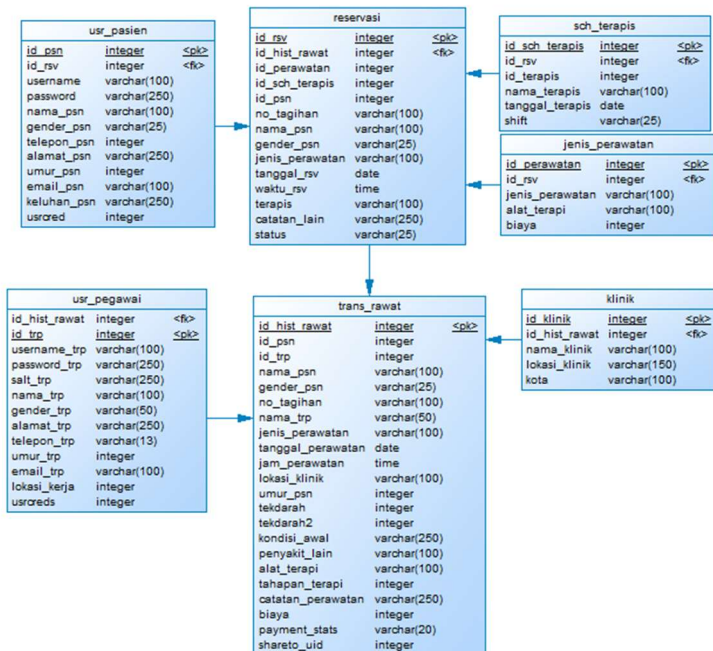 usr_pasien
id_psn integer <pk>
id_rsv integer <fk>
username varchar(100)
password varchar(250)
nama_psn varchar(100)
gender_psn varchar(25)
telepon_psn integer
alamat_psn varchar(250)
umur_psn integer
email_psn varchar(100)
keluhan_psn varchar(250)
usrcred integer
reservasi
id_rsv integer <pk>
id_hist_rawat integer <fk>
id_perawatan integer
id_sch_terapis integer
id_psn integer
no_tagihan varchar(100)
nama_psn varchar(100)
gender_psn varchar(25)
jenis_perawatan varchar(100)
tanggal_rsv date
waktu_rsv time
terapis varchar(100)
catatan_lain varchar(250)
status varchar(25)
sch_terapis
id_sch_terapis integer <pk>
id_rsv integer <fk>
id_terapis integer
nama_terapis varchar(100)
tanggal_terapis date
shift varchar(25)
jenis_perawatan
id_perawatan integer <pk>
id_rsv integer <fk>
jenis_perawatan varchar(100)
alat_terapi varchar(100)
biaya integer
usr_pegawai
id_hist_rawat integer <fk>
id_trp integer <pk>
username_trp varchar(100)
password_trp varchar(250)
salt_trp varchar(250)
nama_trp varchar(100)
gender_trp varchar(50)
alamat_trp varchar(250)
telepon_trp varchar(13)
umur_trp integer
email_trp varchar(100)
lokasi_kerja integer
usrcreds integer
trans_rawat
id_hist_rawat integer <pk>
id_psn integer
id_trp integer
nama_psn varchar(100)
gender_psn varchar(25)
no_tagihan varchar(100)
nama_trp varchar(50)
jenis_perawatan varchar(100)
tanggal_perawatan date
jam_perawatan time
lokasi_klinik varchar(100)
umur_psn integer
tekdarah integer
tekdarah2 integer
kondisi_awal varchar(250)
penyakit_lain varchar(100)
alat_terapi varchar(100)
tahapan_terapi integer
catatan_perawatan varchar(250)
biaya integer
payment_stats varchar(20)
shareto_uid integer
klinik
id_klinik integer <pk>
id_hist_rawat integer <fk>
nama_klinik varchar(100)
lokasi_klinik varchar(150)
kota varchar(100)